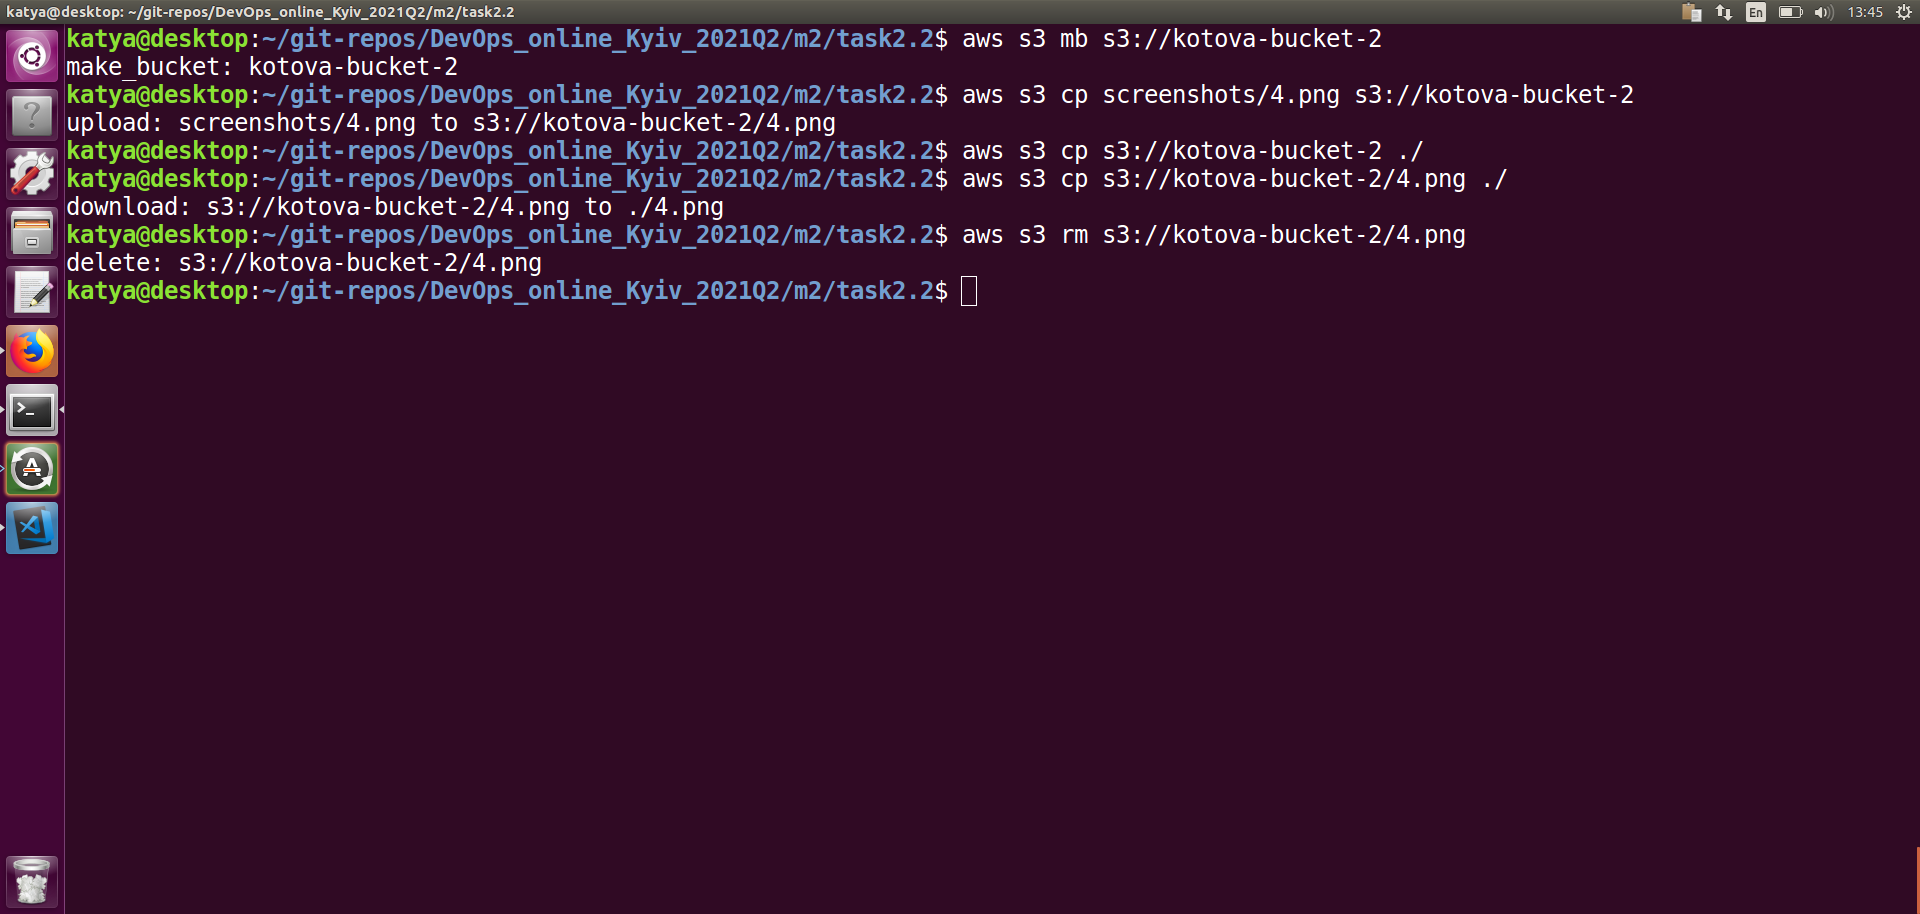 katya@desktop: ~/git-repos/DevOps_online_Kyiv_2021Q2/m2/task2.2
En
13:45
katya@desktop:~/git-repos/DevOps_online_Kyiv_2021Q2/m2/task2.2$ aws s3 mb s3://kotova-bucket-2
make_bucket: kotova-bucket-2
katya@desktop:~/git-repos/DevOps_online_Kyiv_2021Q2/m2/task2.2$ aws s3 cp screenshots/4.png s3://kotova-bucket-2
upload: screenshots/4.png to s3://kotova-bucket-2/4.png
katya@desktop:~/git-repos/DevOps_online_Kyiv_2021Q2/m2/task2.2$ aws s3 cp s3://kotova-bucket-2 ./
katya@desktop:~/git-repos/DevOps_online_Kyiv_2021Q2/m2/task2.2$ aws s3 cp s3://kotova-bucket-2/4.png ./
download: s3://kotova-bucket-2/4.png to ./4.png
katya@desktop:~/git-repos/DevOps_online_Kyiv_2021Q2/m2/task2.2$ aws s3 rm s3://kotova-bucket-2/4.png
delete: s3://kotova-bucket-2/4.png
katya@desktop:~/git-repos/DevOps_online_Kyiv_2021Q2/m2/task2.2$